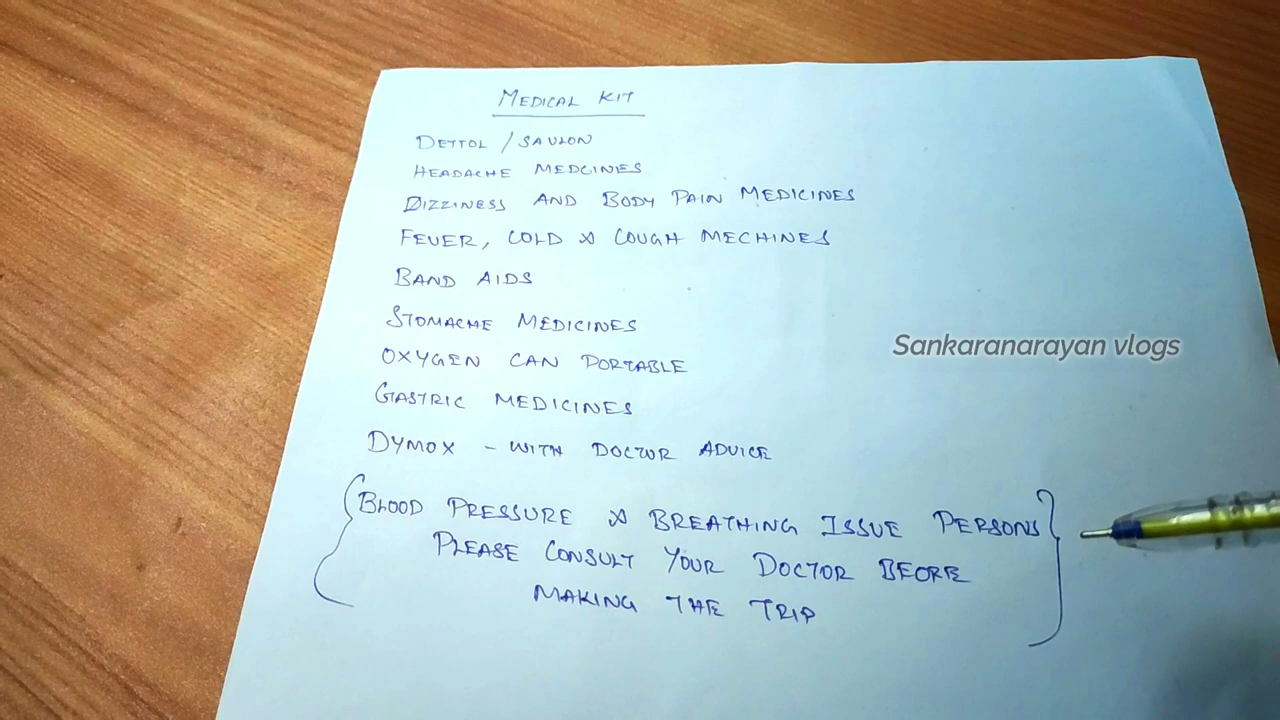 MEDICAL KIT
DETTOL / SAVLON
HEADACHE MEDCINES
DIZZINESS AND BODY PAIN MEDICINES
FEVER, COLD & COUGH MECHINES
BAND AIDS
STOMACHE MEDICINES
OXYGEN CAN PORTABLE
Sankaranarayan vlogs
GASTRIC MEDICINES
DYMOX - WITH DOCTOR ADVICE
BLOOD PRESSURE & BREATHING ISSUE PERSONS
PLEASE CONSULT YOUR DOCTOR BEFORE
MAKING THE TRIP